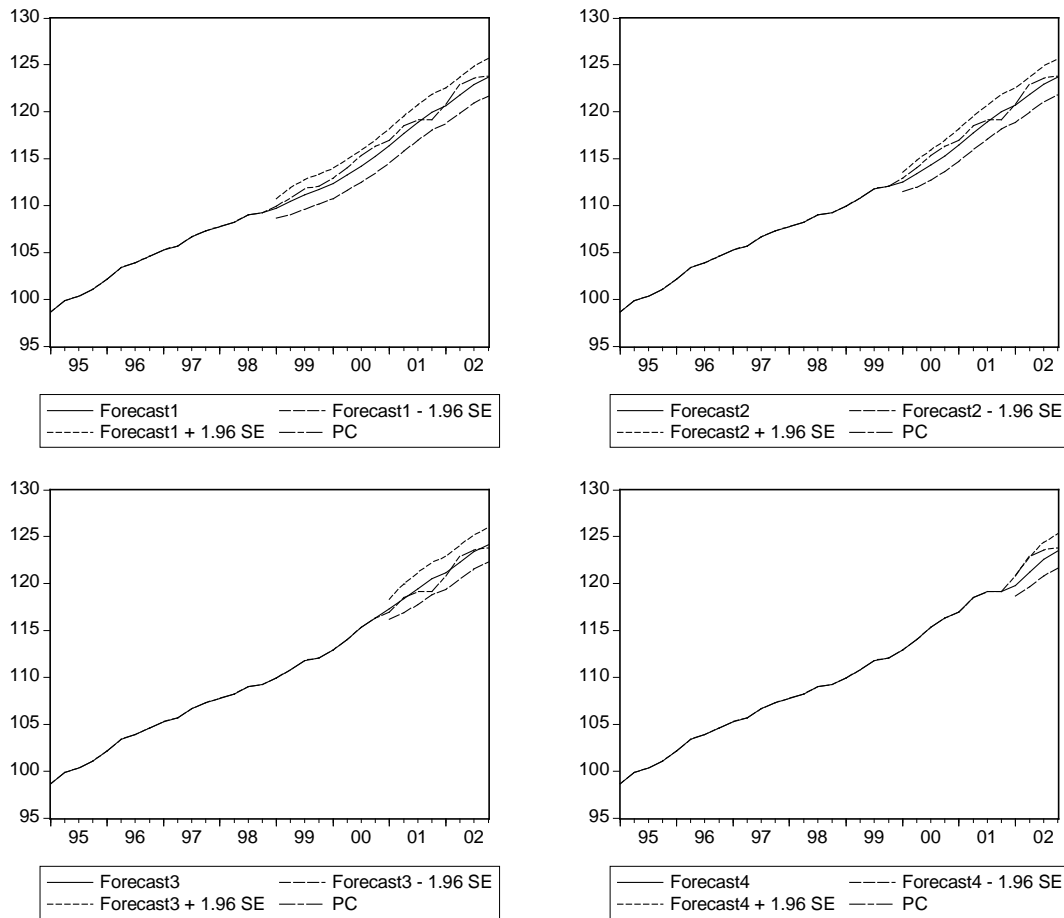 130
125
120
115
110
105
100
95
95 96 97 98 99 00 01 02
Forecast1
Forecast1 + 1.96 SE
Forecast1 - 1.96 SE
PC
130
125
120
115
110
105
100
95
95 96 97 98 99 00 01 02
Forecast2
Forecast2 + 1.96 SE
Forecast2 - 1.96 SE
PC
130
125
120
115
110
105
100
95
95 96 97 98 99 00 01 02
Forecast3
Forecast3 + 1.96 SE
Forecast3 - 1.96 SE
PC
130
125
120
115
110
105
100
95
95 96 97 98 99 00 01 02
Forecast4
Forecast4 + 1.96 SE
Forecast4 - 1.96 SE
PC